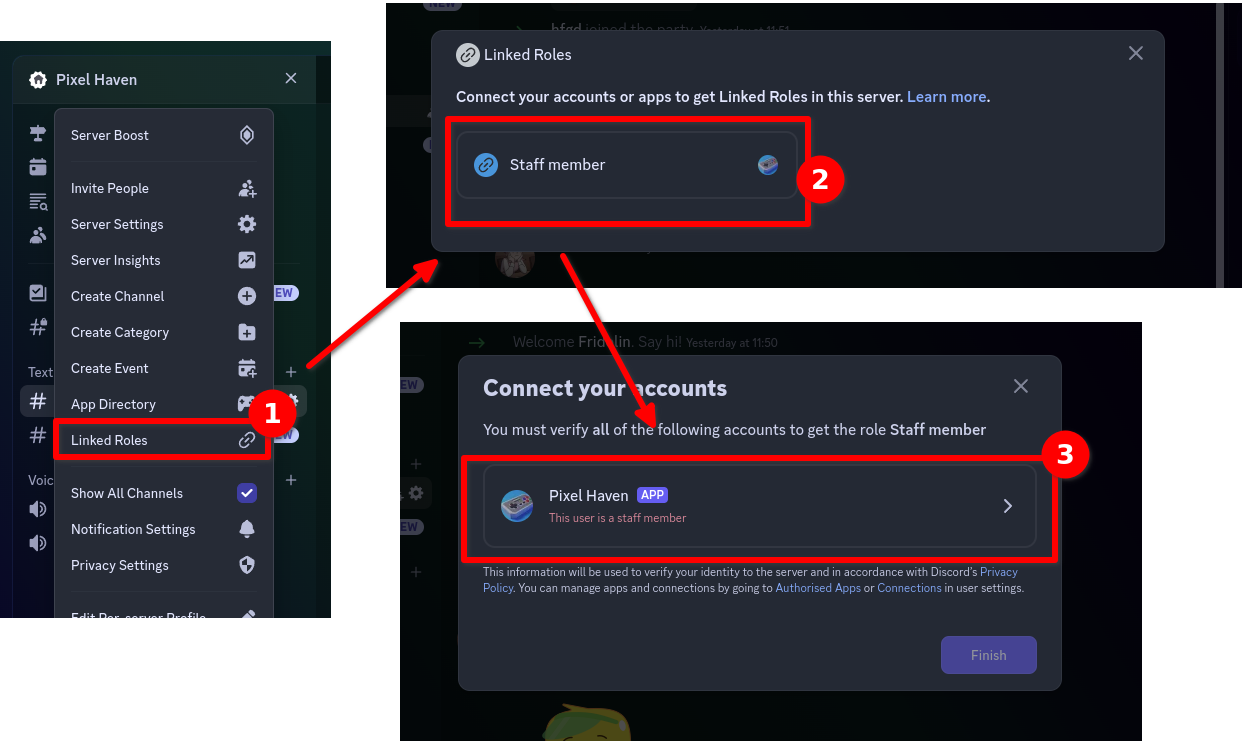 Pixel Haven
Server Boost
Invite People
Server Settings
Server Insights
Create Channel
EW
Create Category
Create Event
Text
App Directory
1
Linked Roles
Voic
Show All Channels
Notification Settings
Privacy Settings
Edit Per-server Profile
NEW
hfgd joined the party. Yesterday at 11:51
Linked Roles
Connect your accounts or apps to get Linked Roles in this server. Learn more.
Staff member
2
Welcome Fridolin. Say hi! Yesterday at 11:50
EW
Connect your accounts
You must verify all of the following accounts to get the role Staff member
3
Pixel Haven APP
This user is a staff member
EW
This information will be used to verify your identity to the server and in accordance with Discord's Privacy
Policy. You can manage apps and connections by going to Authorised Apps or Connections in user settings.
Finish